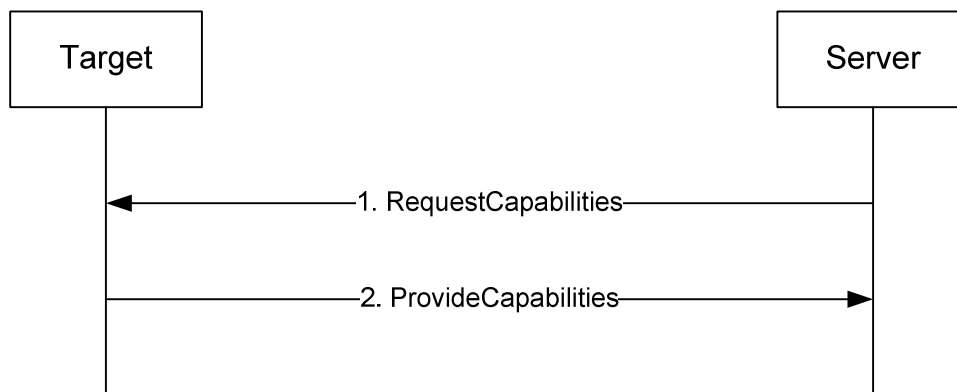 Target
Server
1. RequestCapabilities
2. ProvideCapabilities